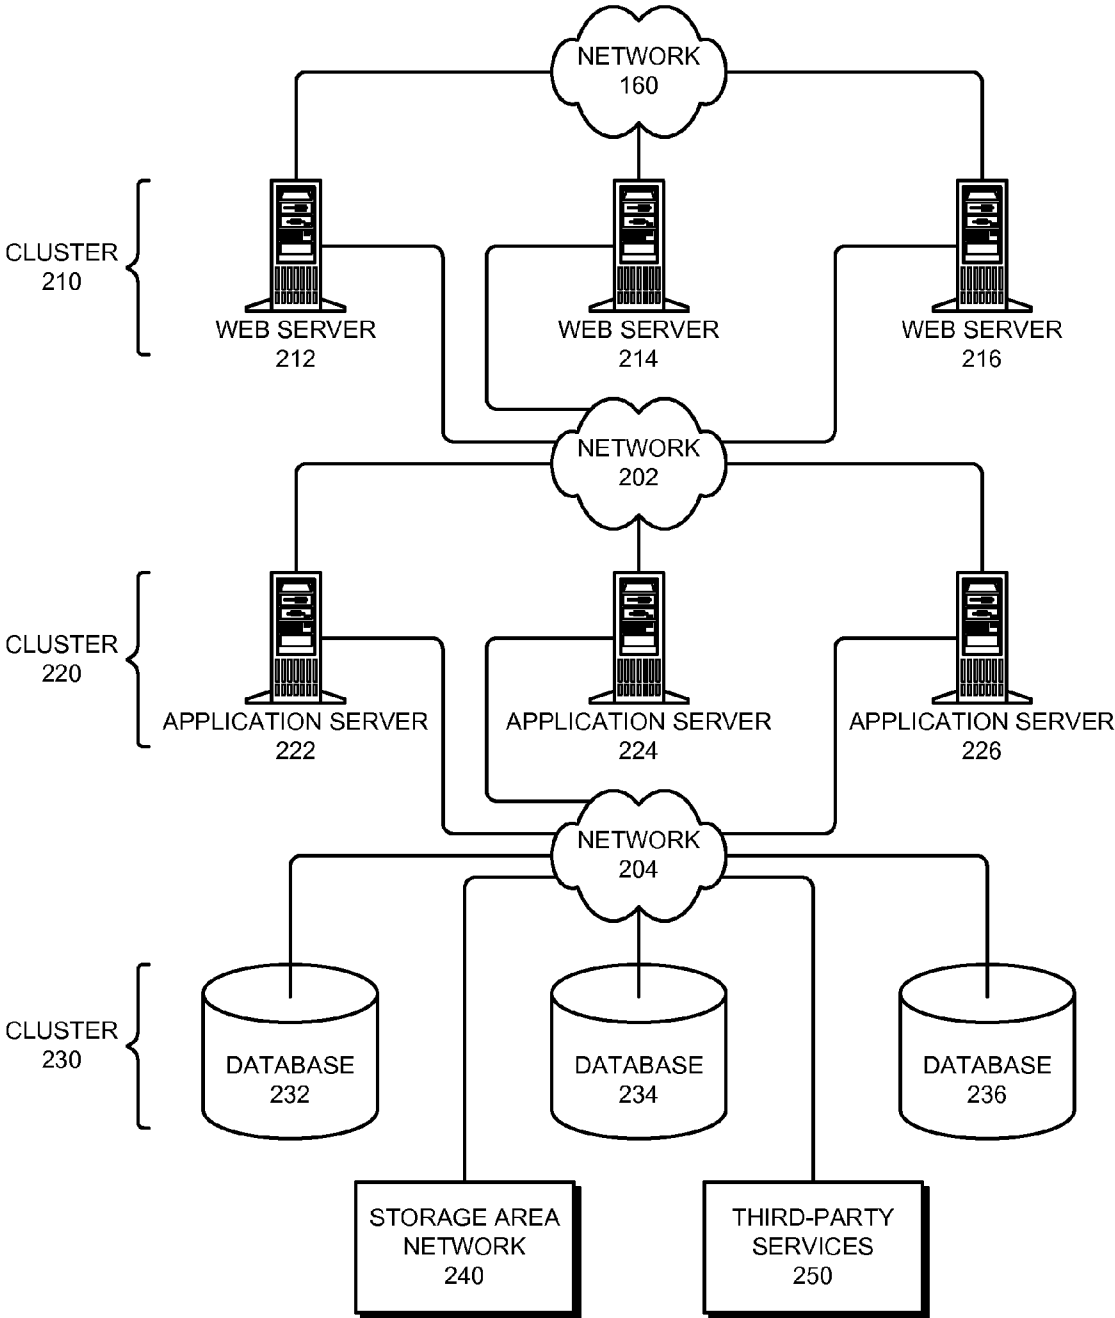 NETWORK
160
CLUSTER
210
WEB SERVER
212
WEB SERVER
214
WEB SERVER
216
NETWORK
202
CLUSTER
220
APPLICATION SERVER
222
APPLICATION SERVER
224
APPLICATION SERVER
226
NETWORK
204
CLUSTER
230
DATABASE
232
DATABASE
234
DATABASE
236
STORAGE AREA
NETWORK
240
THIRD-PARTY
SERVICES
250